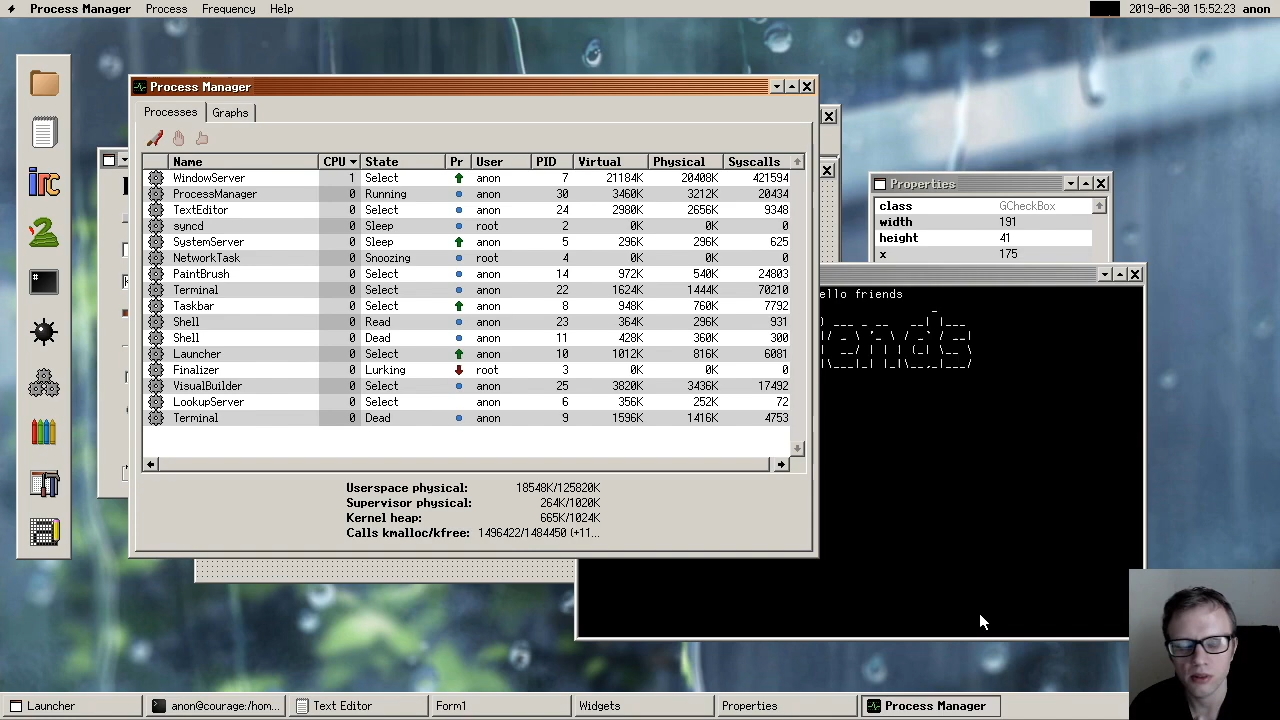 Process Manager Process Frequency Help 2019-06-30 15:52:23 anon
Process Manager
Processes Graphs
Name CPU State Pr User PID Virtual Physical Syscalls
WindowServer 1 Select anon 7 21184K 20408K 421594
ProcessManager 0 Running anon 30 3460K 3212K 20434
TextEditor 0 Select anon 24 2980K 2656K 9348
syncd 0 Sleep root 2 0K 0K 0
SystemServer 0 Sleep anon 5 296K 296K 625
NetworkTask 0 Snoozing root 4 0K 0K 0
PaintBrush 0 Select anon 14 972K 540K 24803
Terminal 0 Select anon 22 1624K 1444K 70210
Taskbar 0 Select anon 8 948K 760K 7792
Shell 0 Read anon 23 364K 296K 931
Shell 0 Dead anon 11 428K 360K 300
Launcher 0 Select anon 10 1012K 816K 6081
Finalizer 0 Lurking root 3 0K 0K 0
VisualBuilder 0 Select anon 25 3820K 3436K 17492
LookupServer 0 Select anon 6 356K 252K 72
Terminal 0 Dead anon 9 1596K 1416K 4753
Userspace physical: 18548K/125820K
Supervisor physical: 264K/1020K
Kernel heap: 665K/1024K
Calls kmalloc/kfree: 1496422/1484450 (+11...
Properties
class GCheckBox
width 191
height 41
x 175
ello friends
ends
irc
Launcher anon@courage:/hom... Text Editor Form1 Widgets Properties Process Manager